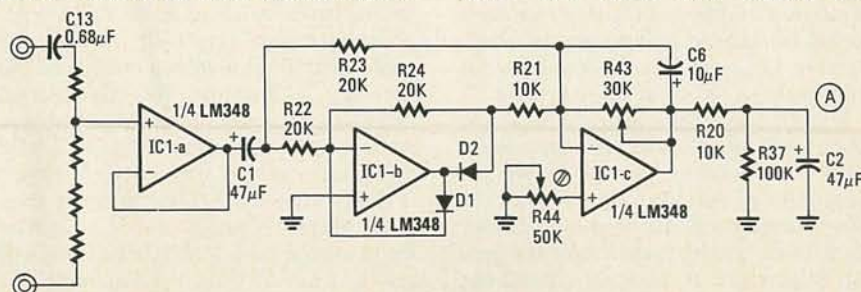 C13
0.68µF
1/4 LM348
IC1-a
C1
47µF
R23
20K
R22
20K
R24
20K
IC1-b
1/4 LM348
D2
D1
R21
10K
R44
50K
IC1-c
1/4 LM348
C6
10µF
R43
30K
R20
10K
R37
100K
C2
47µF
A